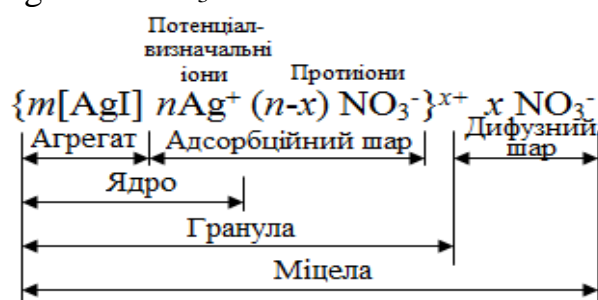 Потенціал-
визначальні
іони
Протиіони
{m[AgI] nAg⁺ (n-x) NO₃⁻}ˣ⁺ x NO₃⁻
Агрегат
Адсорбційний шар
Дифузний
шар
Ядро
Гранула
Міцела